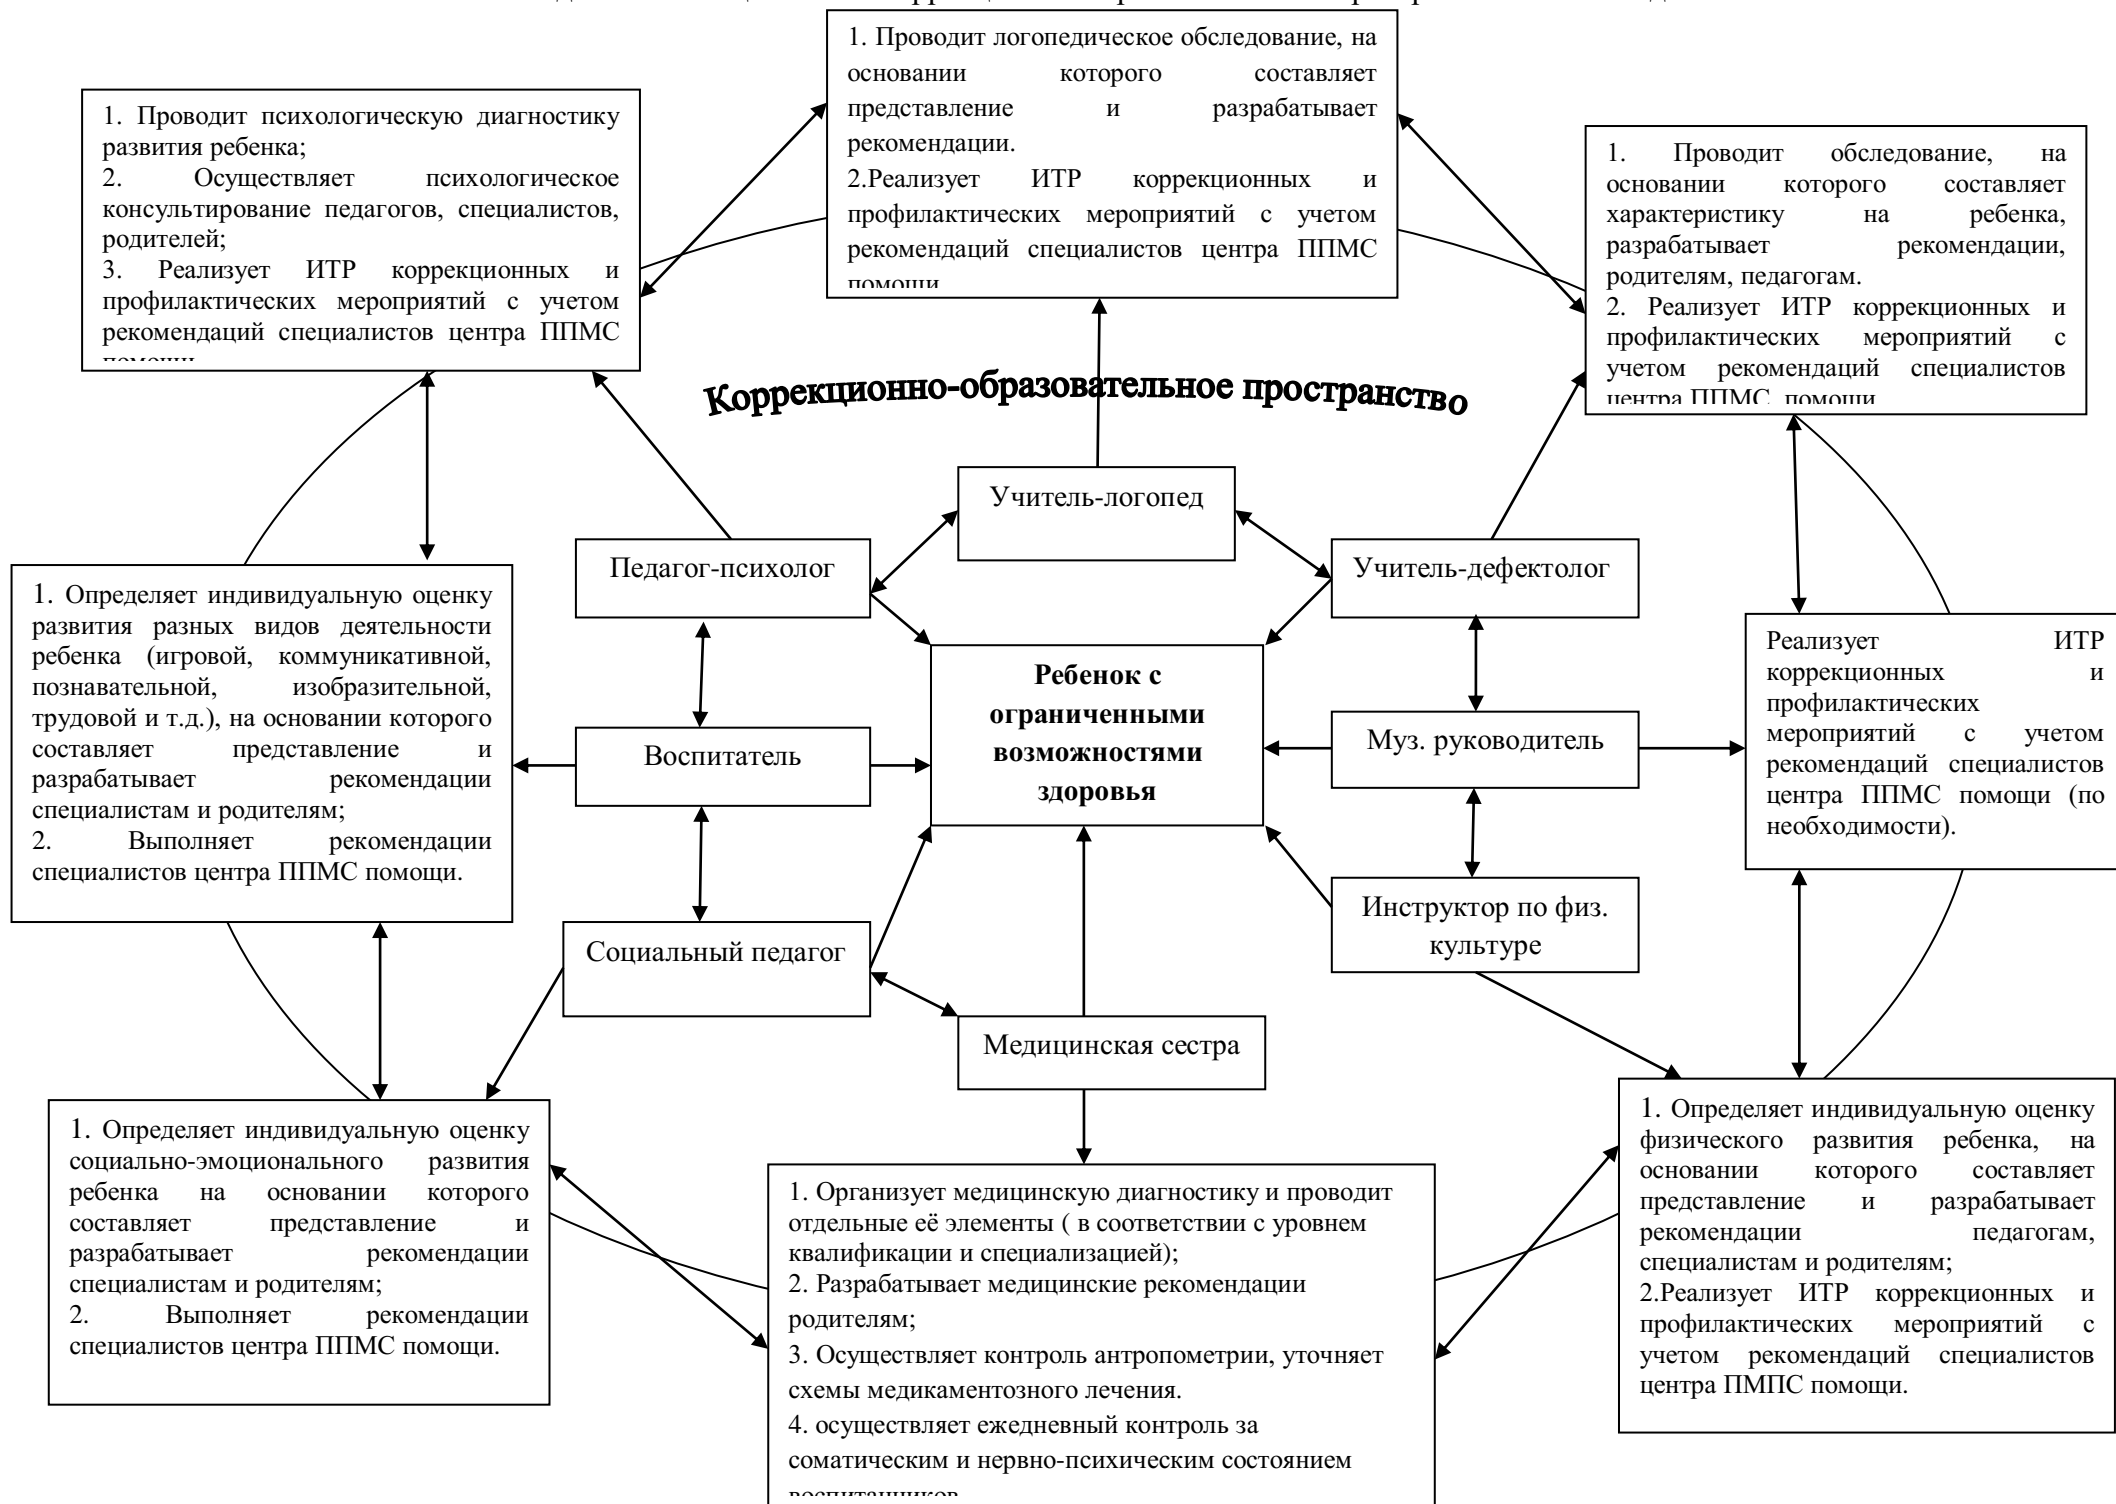 1. Проводит логопедическое обследование, на
основании которого составляет
представление и разрабатывает
рекомендации.
2.Реализует ИТР коррекционных и
профилактических мероприятий с учетом
рекомендаций специалистов центра ППМС
помощи
1. Проводит психологическую диагностику
развития ребенка;
2. Осуществляет психологическое
консультирование педагогов, специалистов,
родителей;
3. Реализует ИТР коррекционных и
профилактических мероприятий с учетом
рекомендаций специалистов центра ППМС
помощи
1. Проводит обследование, на
основании которого составляет
характеристику на ребенка,
разрабатывает рекомендации,
родителям, педагогам.
2. Реализует ИТР коррекционных и
профилактических мероприятий с
учетом рекомендаций специалистов
центра ППМС помощи
Коррекционно-образовательное пространство
Учитель-логопед
Педагог-психолог
Учитель-дефектолог
1. Определяет индивидуальную оценку
развития разных видов деятельности
ребенка (игровой, коммуникативной,
познавательной, изобразительной,
трудовой и т.д.), на основании которого
составляет представление и
разрабатывает рекомендации
специалистам и родителям;
2. Выполняет рекомендации
специалистов центра ППМС помощи.
Воспитатель
Ребенок с
ограниченными
возможностями
здоровья
Муз. руководитель
Реализует ИТР
коррекционных и
профилактических
мероприятий с учетом
рекомендаций специалистов
центра ППМС помощи (по
необходимости).
Социальный педагог
Инструктор по физ.
культуре
Медицинская сестра
1. Определяет индивидуальную оценку
социально-эмоционального развития
ребенка на основании которого
составляет представление и
разрабатывает рекомендации
специалистам и родителям;
2. Выполняет рекомендации
специалистов центра ППМС помощи.
1. Организует медицинскую диагностику и проводит
отдельные её элементы ( в соответствии с уровнем
квалификации и специализацией);
2. Разрабатывает медицинские рекомендации
родителям;
3. Осуществляет контроль антропометрии, уточняет
схемы медикаментозного лечения.
4. осуществляет ежедневный контроль за
соматическим и нервно-психическим состоянием
воспитанников
1. Определяет индивидуальную оценку
физического развития ребенка, на
основании которого составляет
представление и разрабатывает
рекомендации педагогам,
специалистам и родителям;
2.Реализует ИТР коррекционных и
профилактических мероприятий с
учетом рекомендаций специалистов
центра ПМПС помощи.